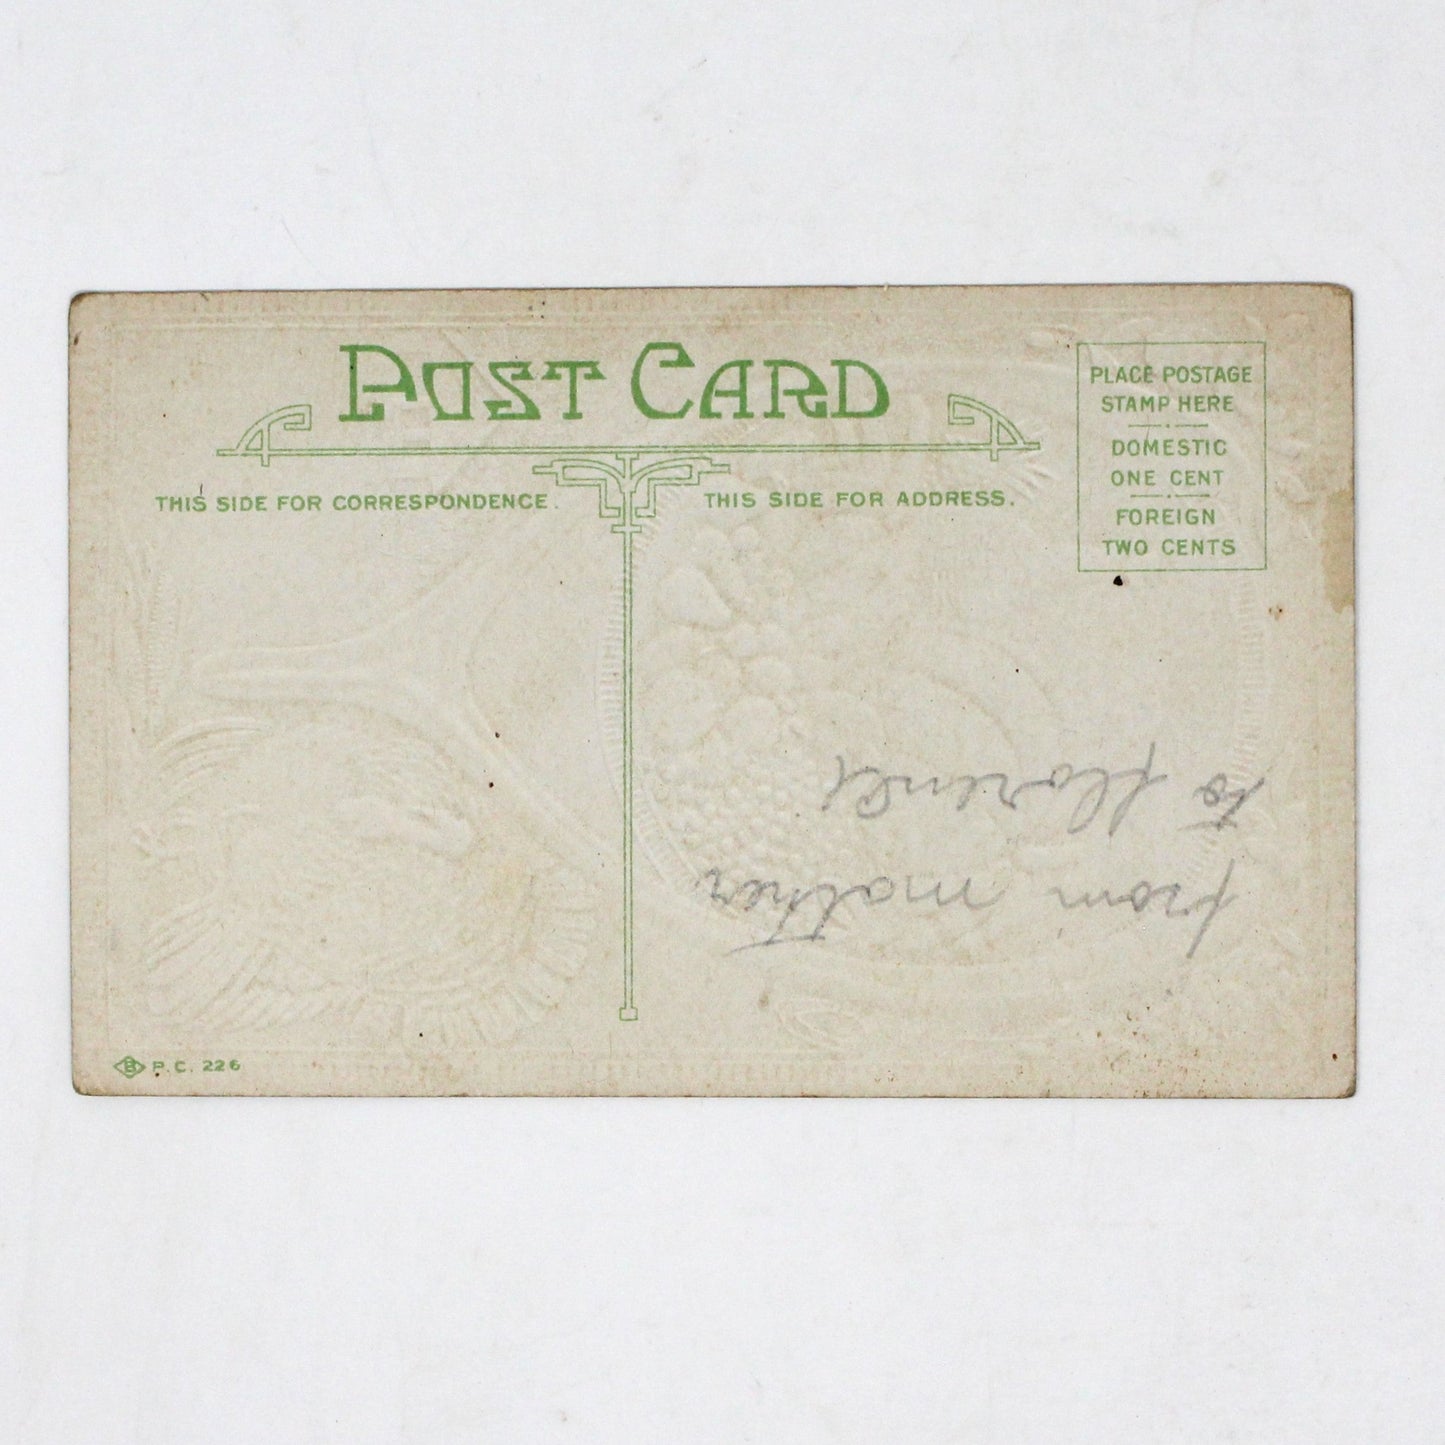 POST CARD
THIS SIDE FOR CORRESPONDENCE.
THIS SIDE FOR ADDRESS.
PLACE POSTAGE
STAMP HERE
DOMESTIC
ONE CENT
FOREIGN
TWO CENTS
from mother
to florence
B P.C. 226